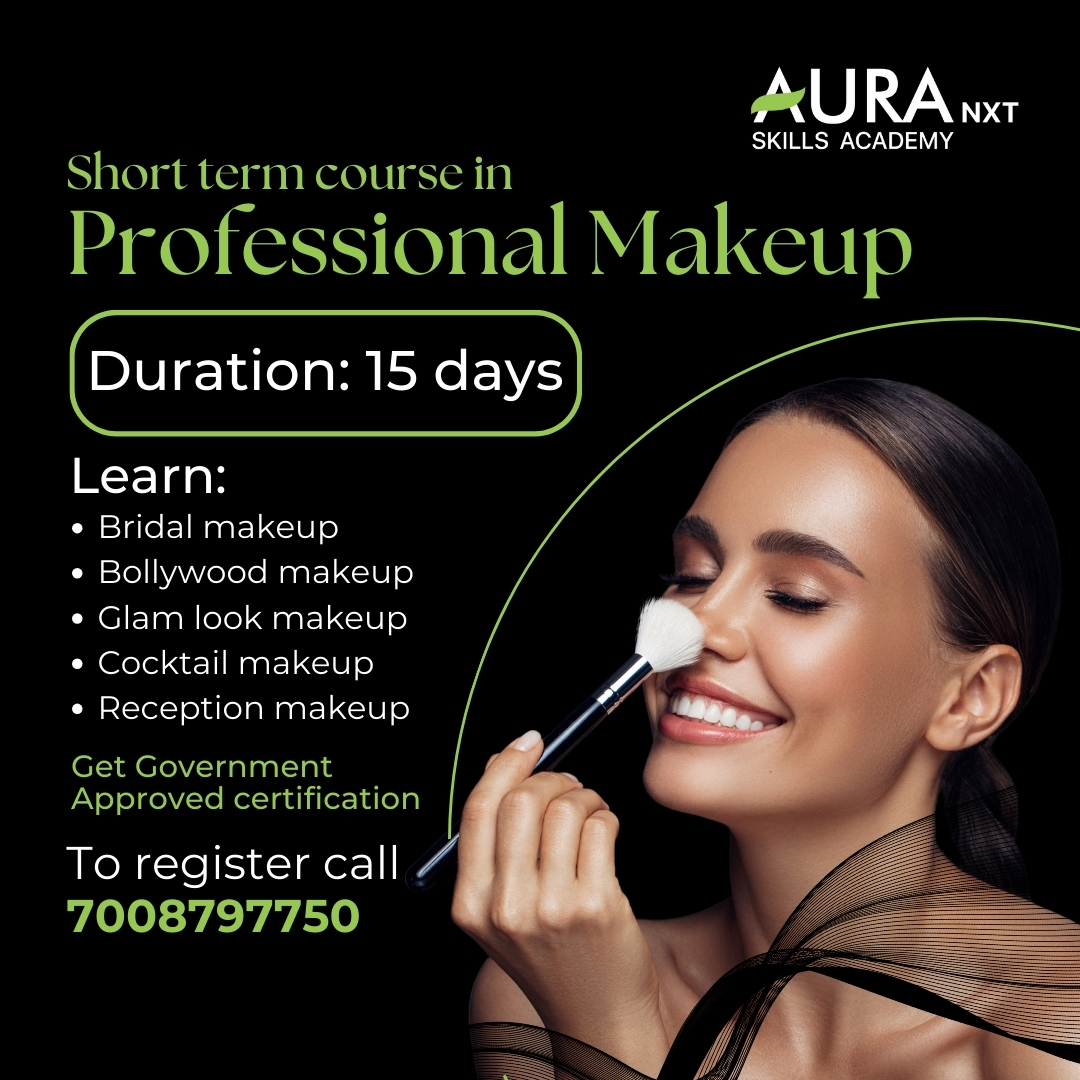 AURA NXT
SKILLS ACADEMY
Short term course in
Professional Makeup
Duration: 15 days
Learn:
• Bridal makeup
• Bollywood makeup
• Glam look makeup
• Cocktail makeup
• Reception makeup
Get Government
Approved certification
To register call
7008797750